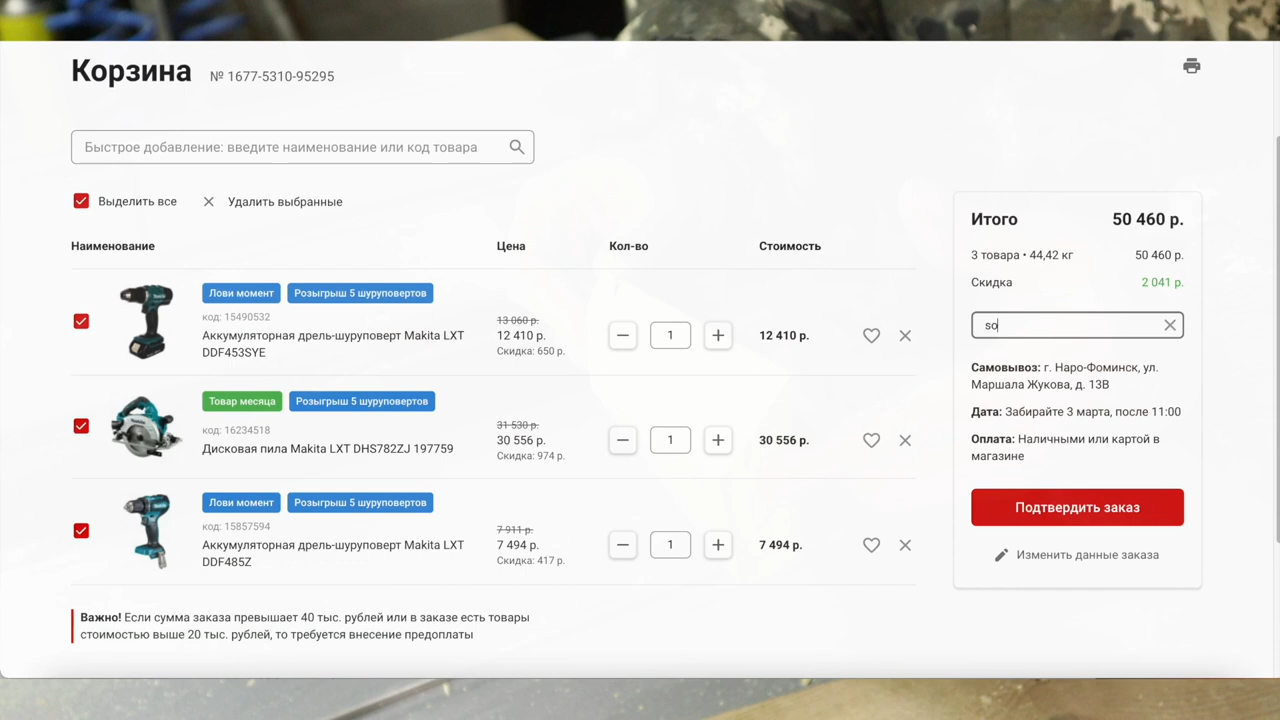 Корзина № 1677-5310-95295
Быстрое добавление: введите наименование или код товара
Выделить все Удалить выбранные
Наименование Цена Кол-во Стоимость
Лови момент Розыгрыш 5 шуруповертов
код: 15490532
Аккумуляторная дрель-шуруповерт Makita LXT
DDF453SYE
13 060 р.
12 410 р.
Скидка: 650 р.
1
12 410 р.
Товар месяца Розыгрыш 5 шуруповертов
код: 16234518
Дисковая пила Makita LXT DHS782ZJ 197759
31 530 р.
30 556 р.
Скидка: 974 р.
1
30 556 р.
Лови момент Розыгрыш 5 шуруповертов
код: 15857594
Аккумуляторная дрель-шуруповерт Makita LXT
DDF485Z
7 911 р.
7 494 р.
Скидка: 417 р.
1
7 494 р.
Важно! Если сумма заказа превышает 40 тыс. рублей или в заказе есть товары
стоимостью выше 20 тыс. рублей, то требуется внесение предоплаты
Итого 50 460 р.
3 товара • 44,42 кг 50 460 р.
Скидка 2 041 р.
so
Самовывоз: г. Наро-Фоминск, ул.
Маршала Жукова, д. 13В
Дата: Забирайте 3 марта, после 11:00
Оплата: Наличными или картой в
магазине
Подтвердить заказ
Изменить данные заказа